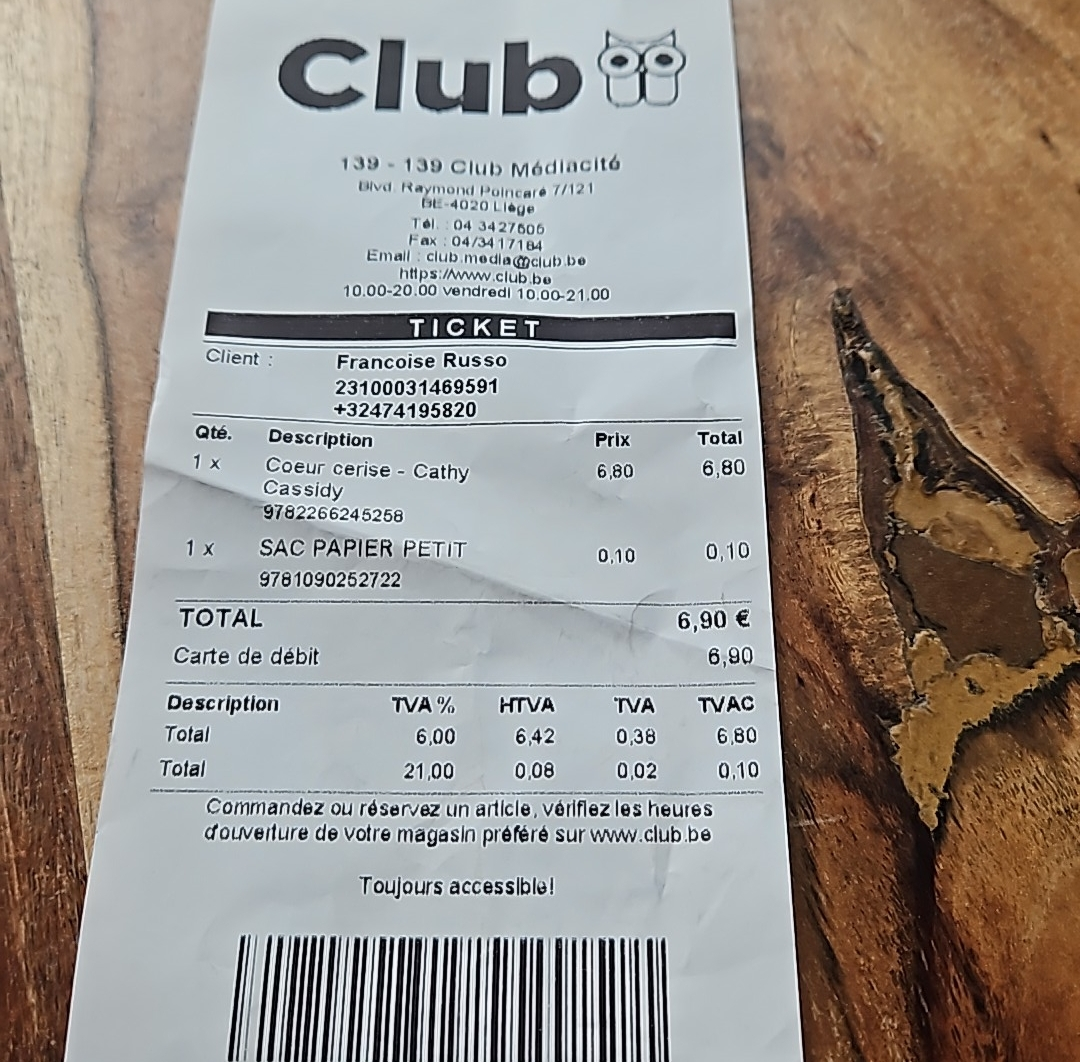 Club
139 - 139 Club Médiacité
Blvd. Raymond Poincaré 7/121
BE-4020 Liège
Tél. : 04 3427605
Fax : 04/3417184
Email : club.media@club.be
https://www.club.be
10.00-20.00 vendredi 10.00-21.00
TICKET
Client : Francoise Russo
23100031469591
+32474195820
Qté. Description Prix Total
1 x Coeur cerise - Cathy 6,80 6,80
Cassidy
9782266245258
1 x SAC PAPIER PETIT 0,10 0,10
9781090252722
TOTAL 6,90 €
Carte de débit 6,90
Description TVA % HTVA TVA TVAC
Total 6,00 6,42 0,38 6,80
Total 21,00 0,08 0,02 0,10
Commandez ou réservez un article, vérifiez les heures
d'ouverture de votre magasin préféré sur www.club.be
Toujours accessible!